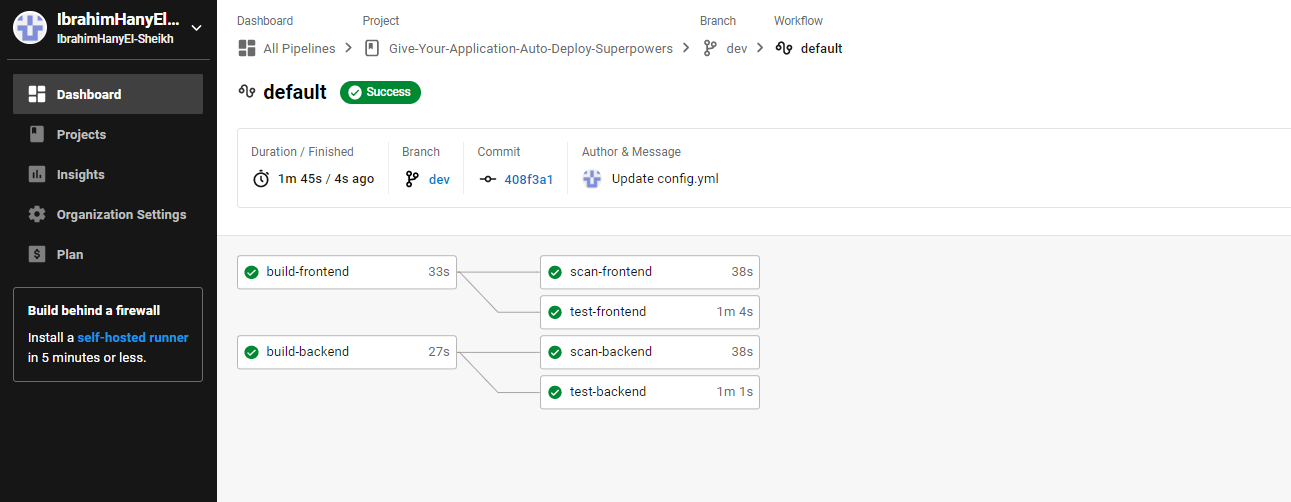 IbrahimHanyEl...
IbrahimHanyEl-Sheikh
Dashboard
Projects
Insights
Organization Settings
Plan
Build behind a firewall
Install a self-hosted runner
in 5 minutes or less.
Dashboard Project Branch Workflow
All Pipelines Give-Your-Application-Auto-Deploy-Superpowers dev default
default Success
Duration / Finished Branch Commit Author & Message
1m 45s / 4s ago dev 408f3a1 Update config.yml
build-frontend 33s scan-frontend 38s
test-frontend 1m 4s
build-backend 27s scan-backend 38s
test-backend 1m 1s